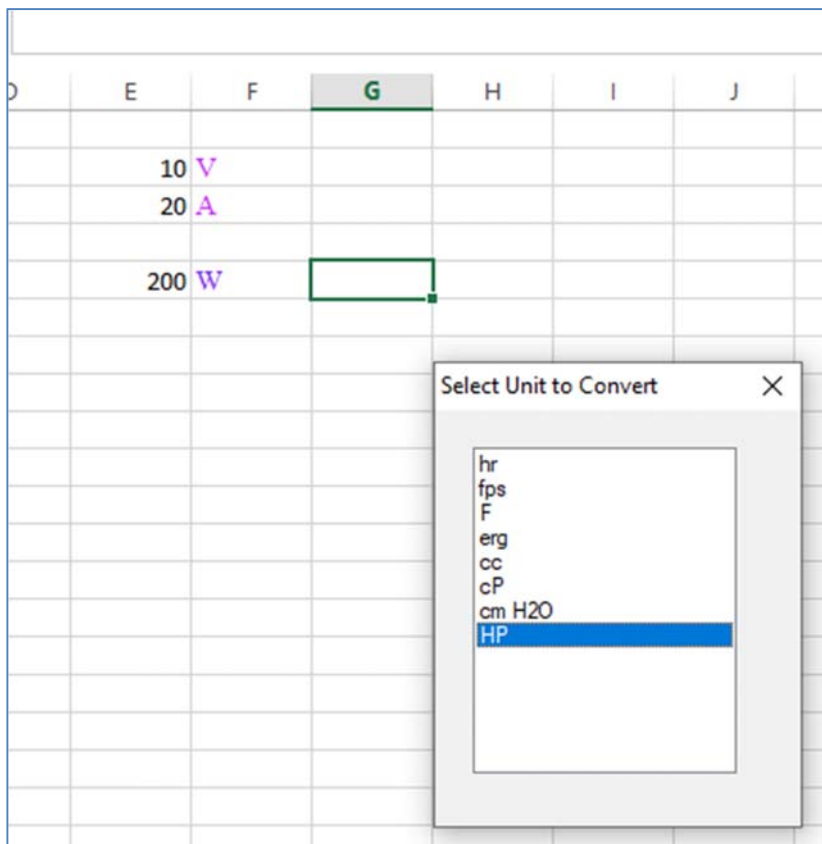 E F G H I J
10 V
20 A
200 W
Select Unit to Convert
hr
fps
F
erg
cc
cP
cm H2O
HP